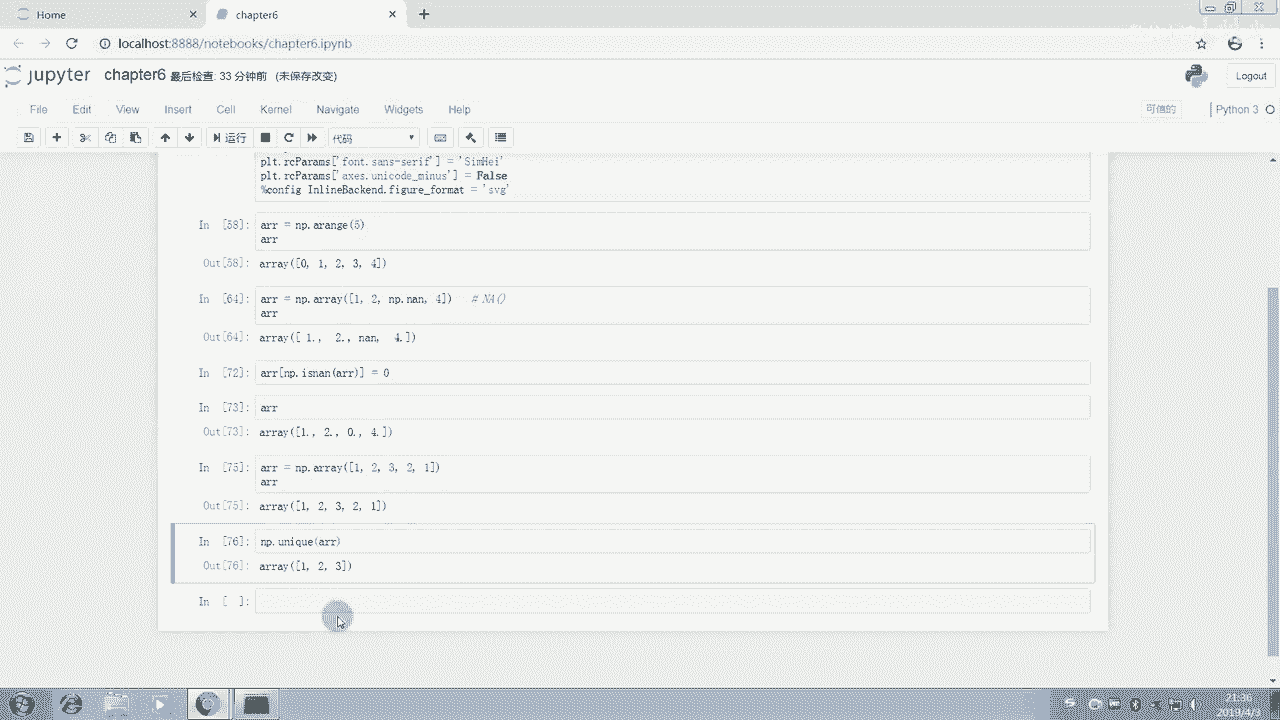 Home
chapter6
localhost:8888/notebooks/chapter6.ipynb
jupyter chapter6 最后检查: 33 分钟前 (未保存改变)
Logout
File Edit View Insert Cell Kernel Navigate Widgets Help
可信的 Python 3
运行 代码
plt.rcParams['font.sans-serif'] = 'SimHei'
plt.rcParams['axes.unicode_minus'] = False
%config InlineBackend.figure_format = 'svg'
In [58]: arr = np.arange(5)
arr
Out[58]: array([0, 1, 2, 3, 4])
In [64]: arr = np.array([1, 2, np.nan, 4]) # NA()
arr
Out[64]: array([ 1., 2., nan, 4.])
In [72]: arr[np.isnan(arr)] = 0
In [73]: arr
Out[73]: array([1., 2., 0., 4.])
In [75]: arr = np.array([1, 2, 3, 2, 1])
arr
Out[75]: array([1, 2, 3, 2, 1])
In [76]: np.unique(arr)
Out[76]: array([1, 2, 3])
In [ ]: